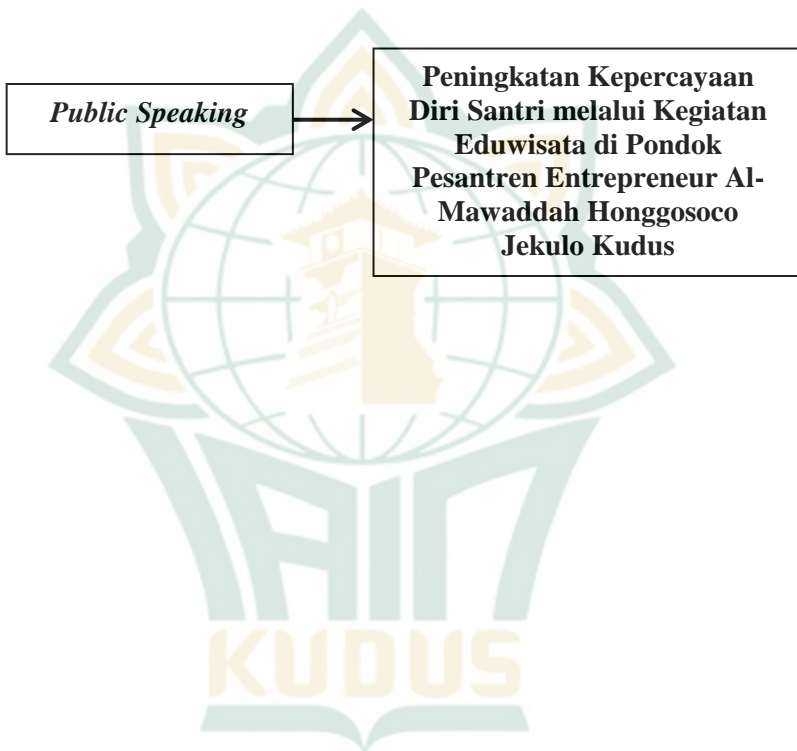 Public Speaking
Peningkatan Kepercayaan
Diri Santri melalui Kegiatan
Eduwisata di Pondok
Pesantren Entrepreneur Al-
Mawaddah Honggosoco
Jekulo Kudus
IAIN
KUDUS